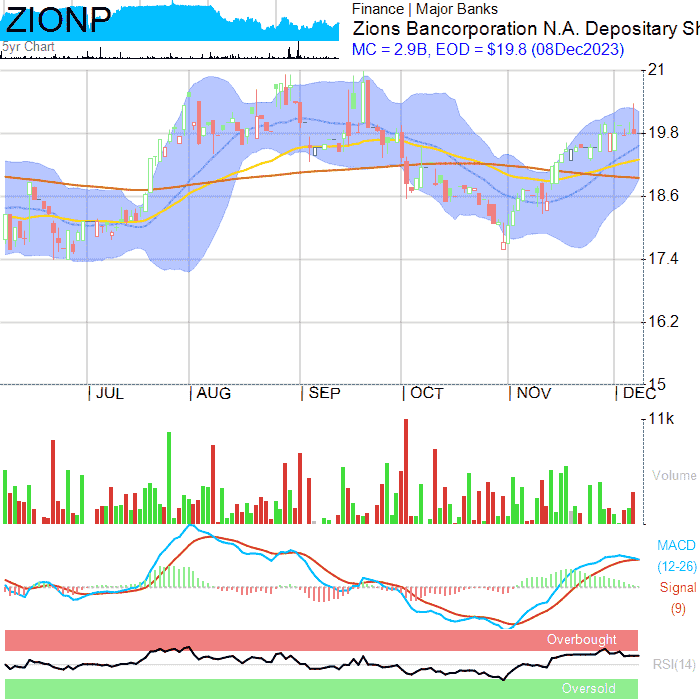 ZIONP
5yr Chart
Finance | Major Banks
Zions Bancorporation N.A. Depositary Sh
MC = 2.9B, EOD = $19.8 (08Dec2023)
21
19.8
18.6
17.4
16.2
15
JUL AUG SEP OCT NOV DEC
11k
Volume
MACD
(12-26)
Signal
(9)
Overbought
RSI(14)
Oversold